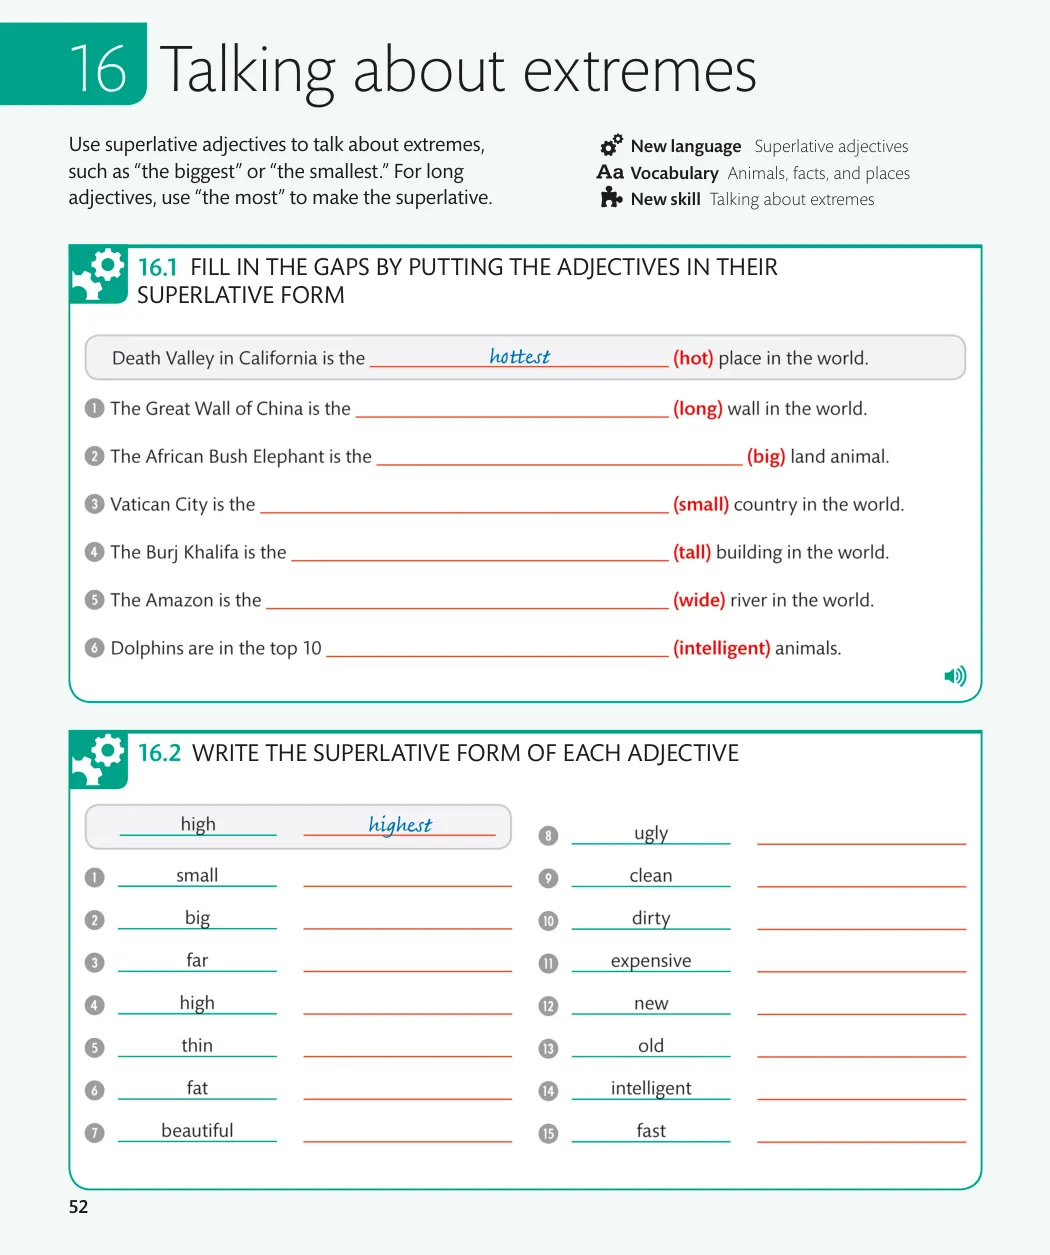 16 Talking about extremes
Use superlative adjectives to talk about extremes,
such as “the biggest” or “the smallest.” For long
adjectives, use “the most” to make the superlative.
New language Superlative adjectives
Aa Vocabulary Animals, facts, and places
New skill Talking about extremes
16.1 FILL IN THE GAPS BY PUTTING THE ADJECTIVES IN THEIR
SUPERLATIVE FORM
Death Valley in California is the hottest (hot) place in the world.
1 The Great Wall of China is the (long) wall in the world.
2 The African Bush Elephant is the (big) land animal.
3 Vatican City is the (small) country in the world.
4 The Burj Khalifa is the (tall) building in the world.
5 The Amazon is the (wide) river in the world.
6 Dolphins are in the top 10 (intelligent) animals.
16.2 WRITE THE SUPERLATIVE FORM OF EACH ADJECTIVE
high highest
1 small
2 big
3 far
4 high
5 thin
6 fat
7 beautiful
8 ugly
9 clean
10 dirty
11 expensive
12 new
13 old
14 intelligent
15 fast
52